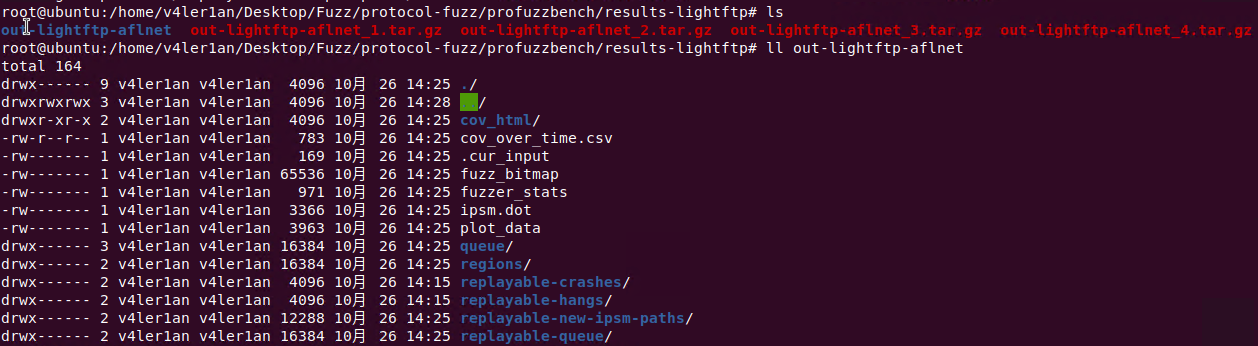 root@ubuntu:/home/v4ler1an/Desktop/Fuzz/protocol-fuzz/profuzzbench/results-lightftp# ls
out-lightftp-aflnet  out-lightftp-aflnet_1.tar.gz  out-lightftp-aflnet_2.tar.gz  out-lightftp-aflnet_3.tar.gz  out-lightftp-aflnet_4.tar.gz
root@ubuntu:/home/v4ler1an/Desktop/Fuzz/protocol-fuzz/profuzzbench/results-lightftp# ll out-lightftp-aflnet
total 164
drwx------ 9 v4ler1an v4ler1an  4096 10月  26 14:25 ./
drwxrwxrwx 3 v4ler1an v4ler1an  4096 10月  26 14:28 ../
drwxr-xr-x 2 v4ler1an v4ler1an  4096 10月  26 14:25 cov_html/
-rw-r--r-- 1 v4ler1an v4ler1an   783 10月  26 14:25 cov_over_time.csv
-rw------- 1 v4ler1an v4ler1an   169 10月  26 14:25 .cur_input
-rw------- 1 v4ler1an v4ler1an 65536 10月  26 14:25 fuzz_bitmap
-rw------- 1 v4ler1an v4ler1an   971 10月  26 14:25 fuzzer_stats
-rw------- 1 v4ler1an v4ler1an  3366 10月  26 14:25 ipsm.dot
-rw------- 1 v4ler1an v4ler1an  3963 10月  26 14:25 plot_data
drwx------ 3 v4ler1an v4ler1an 16384 10月  26 14:25 queue/
drwx------ 2 v4ler1an v4ler1an 16384 10月  26 14:25 regions/
drwx------ 2 v4ler1an v4ler1an  4096 10月  26 14:15 replayable-crashes/
drwx------ 2 v4ler1an v4ler1an  4096 10月  26 14:15 replayable-hangs/
drwx------ 2 v4ler1an v4ler1an 12288 10月  26 14:25 replayable-new-ipsm-paths/
drwx------ 2 v4ler1an v4ler1an 16384 10月  26 14:25 replayable-queue/